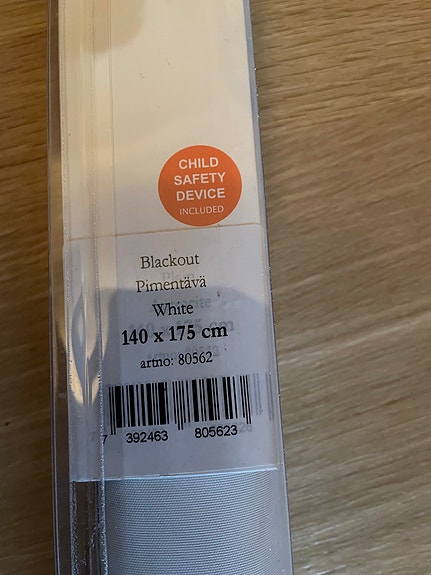 CHILD
SAFETY
DEVICE
INCLUDED
Blackout
Pimentävä
White
140 x 175 cm
artno: 80562
7 392463 805623